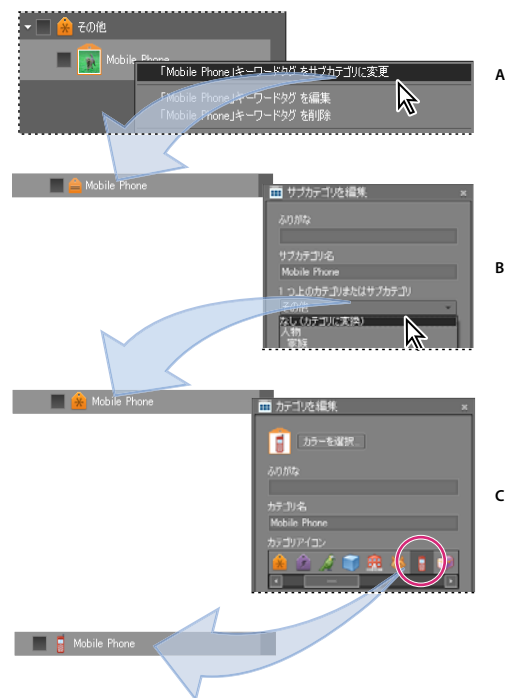 その他
Mobile Phone
「Mobile Phone」キーワードタグ をサブカテゴリに変更
A
「Mobile Phone」キーワードタグ を編集
「Mobile Phone」キーワードタグ を削除
Mobile Phone
サブカテゴリを編集
ふりがな
サブカテゴリ名
Mobile Phone
B
1 つ上のカテゴリまたはサブカテゴリ
その他
なし (カテゴリに変換)
人物
家族
Mobile Phone
カテゴリを編集
カラーを選択...
ふりがな
C
カテゴリ名
Mobile Phone
カテゴリアイコン
Mobile Phone